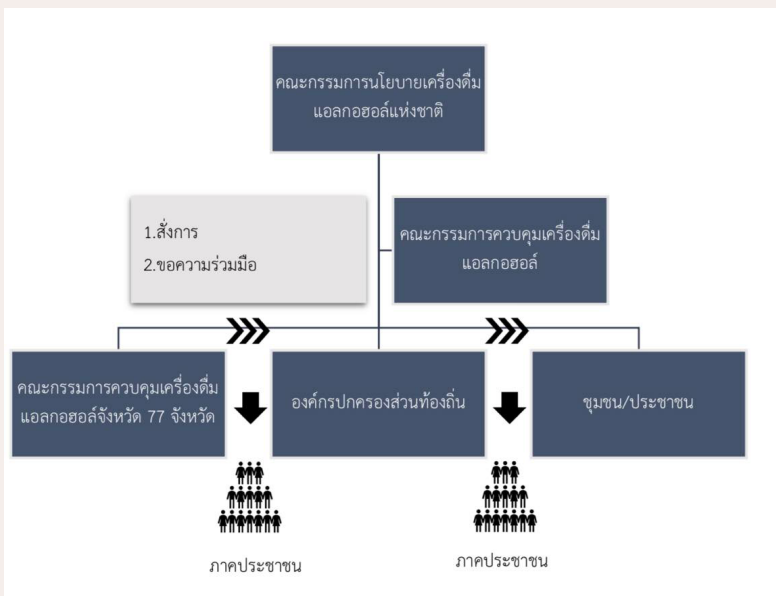 คณะกรรมการนโยบายเครื่องดื่ม
แอลกอฮอล์แห่งชาติ
1.สั่งการ
2.ขอความร่วมมือ
คณะกรรมการควบคุมเครื่องดื่ม
แอลกอฮอล์
คณะกรรมการควบคุมเครื่องดื่ม
แอลกอฮอล์จังหวัด 77 จังหวัด
องค์กรปกครองส่วนท้องถิ่น
ชุมชน/ประชาชน
ภาคประชาชน
ภาคประชาชน